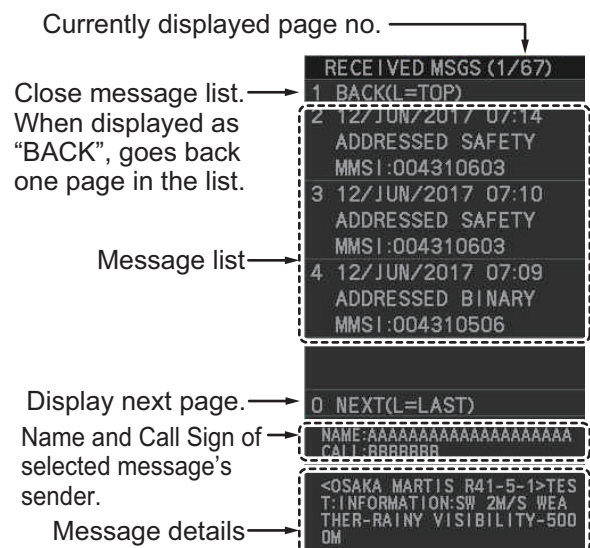 Currently displayed page no.
RECEIVED MSGS (1/67)
Close message list.
When displayed as
“BACK”, goes back
one page in the list.
1 BACK(L=TOP)
2 12/JUN/2017 07:14
ADDRESSED SAFETY
MMSI:004310603
3 12/JUN/2017 07:10
ADDRESSED SAFETY
MMSI:004310603
Message list
4 12/JUN/2017 07:09
ADDRESSED BINARY
MMSI:004310506
Display next page.
0 NEXT(L=LAST)
Name and Call Sign of
selected message’s
sender.
NAME:AAAAAAAAAAAAAAAAAAAA
CALL:BBBBBBB
Message details
<OSAKA MARTIS R41-5-1>TES
T:INFORMATION:SW 2M/S WEA
THER-RAINY VISIBILITY-500
0M